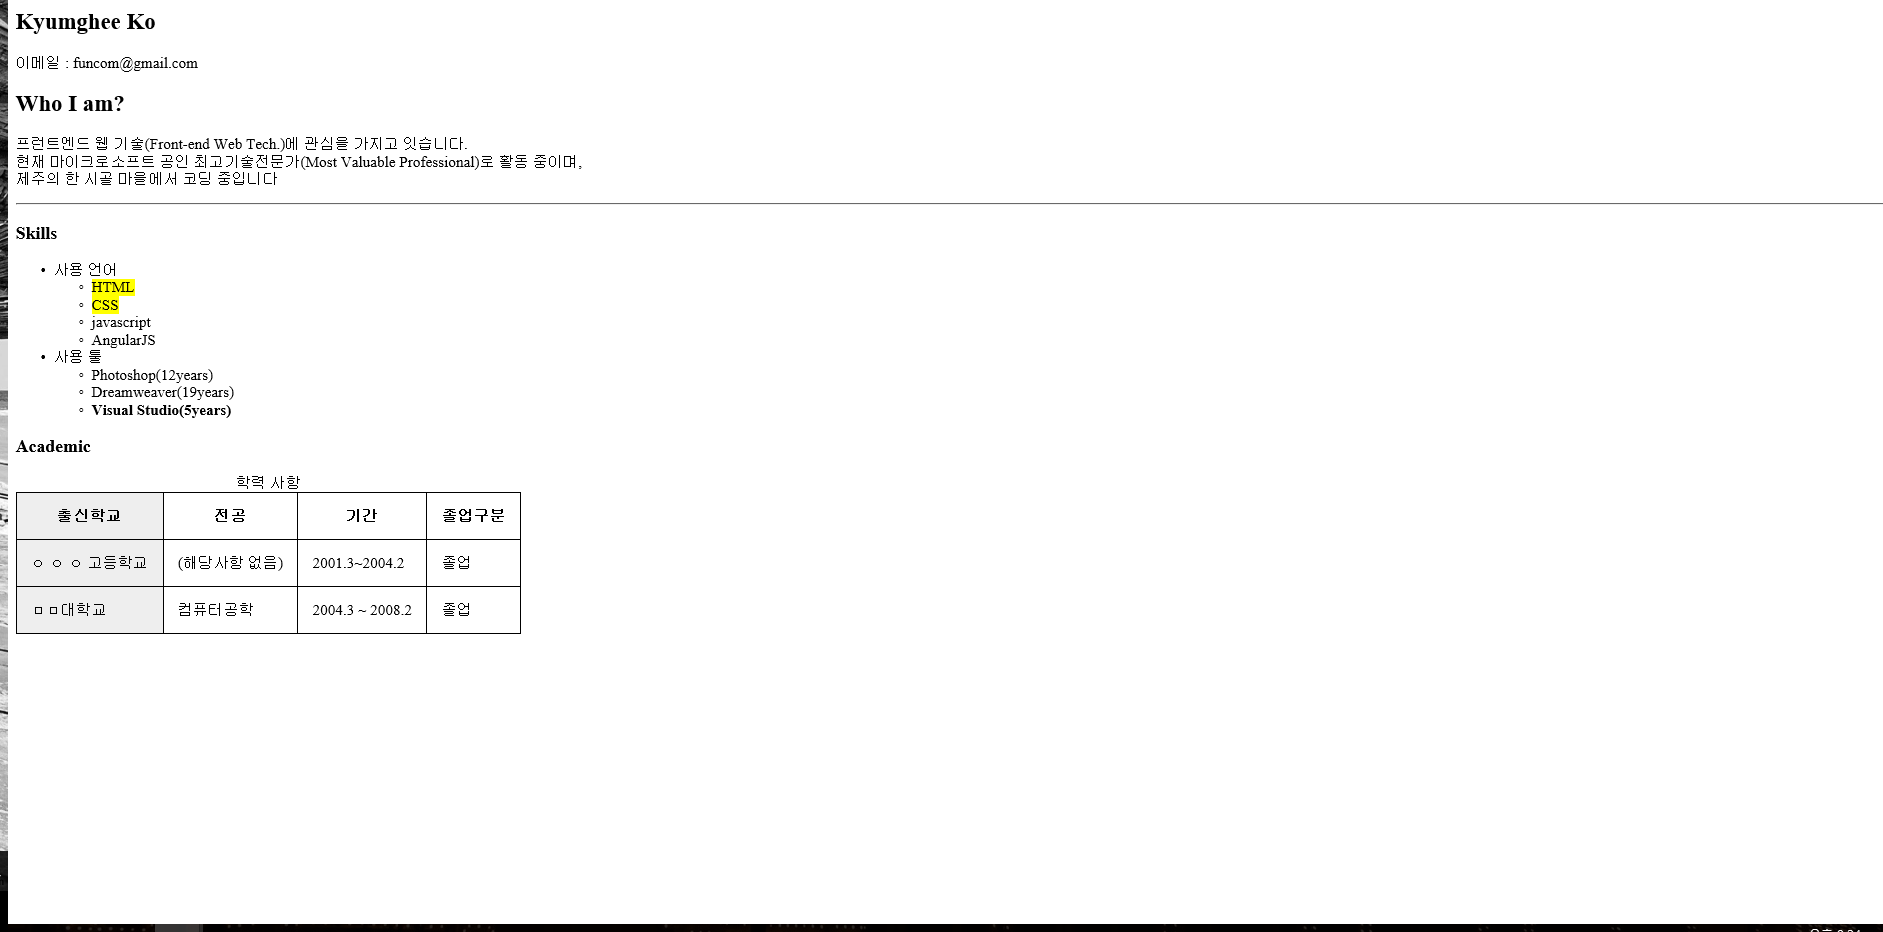 Kyumghee Ko
이메일 : funcom@gmail.com
Who I am?
프런트엔드 웹 기술(Front-end Web Tech.)에 관심을 가지고 잇습니다.
현재 마이크로소프트 공인 최고기술전문가(Most Valuable Professional)로 활동 중이며,
제주의 한 시골 마을에서 코딩 중입니다
Skills
• 사용 언어
◦ HTML
◦ CSS
◦ javascript
◦ AngularJS
• 사용 툴
◦ Photoshop(12years)
◦ Dreamweaver(19years)
◦ Visual Studio(5years)
Academic
학력 사항
출신학교 전공 기간 졸업구분
ㅇ ㅇ ㅇ 고등학교 (해당사항 없음) 2001.3~2004.2 졸업
ㅁㅁ대학교 컴퓨터공학 2004.3 ~ 2008.2 졸업